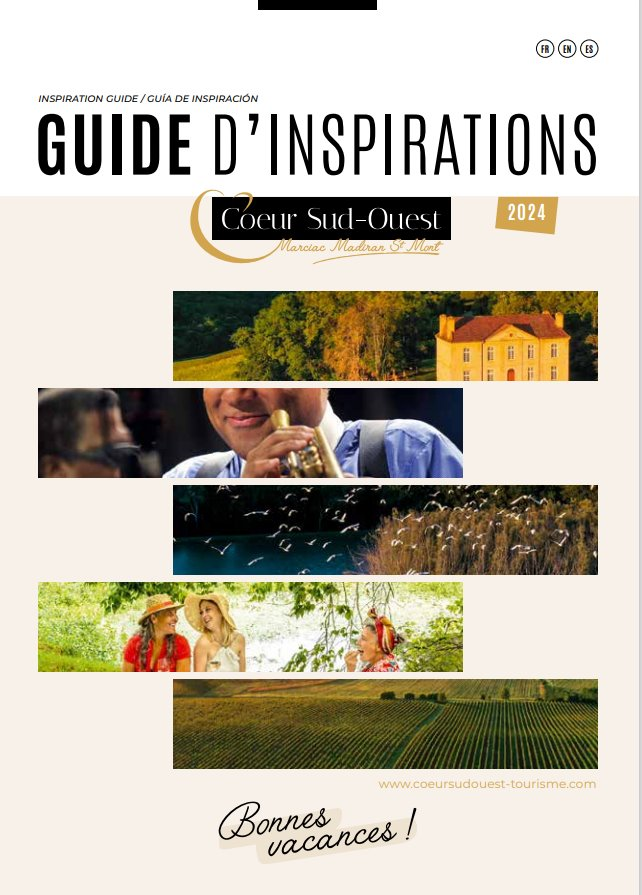 FR EN ES
INSPIRATION GUIDE / GUÍA DE INSPIRACIÓN
GUIDE D’INSPIRATIONS
Coeur Sud-Ouest
2024
Marciac Madiran St Mont
www.coeursudouest-tourisme.com
Bonnes
vacances !